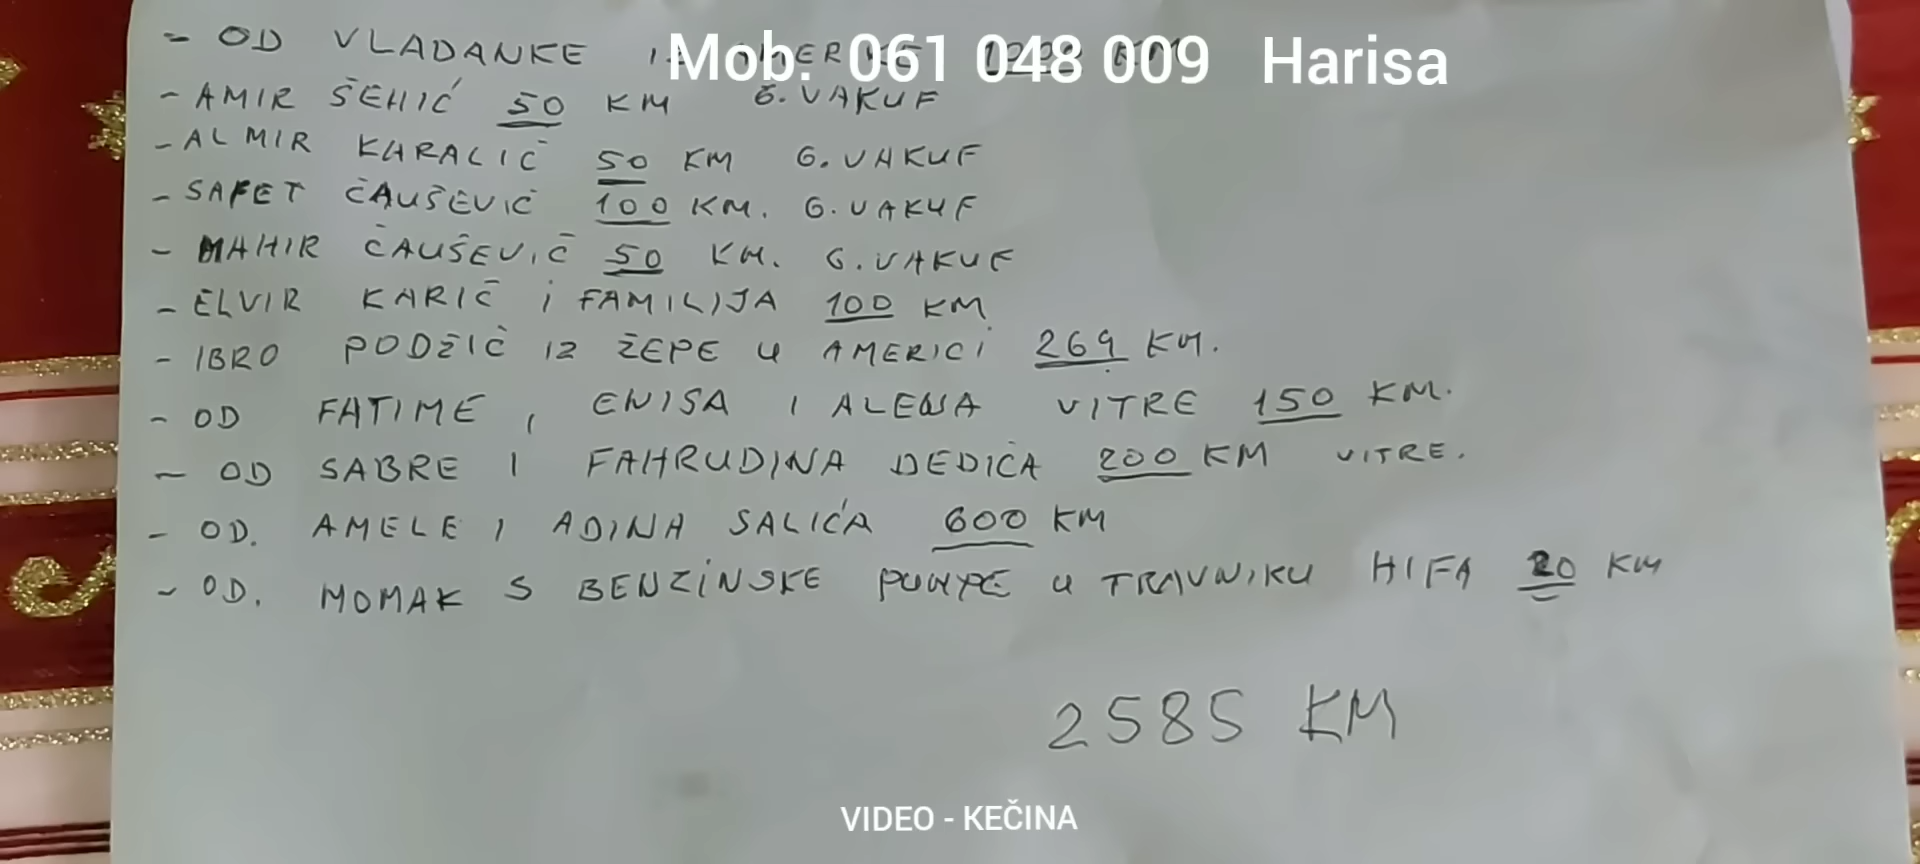 Mob. 061 048 009 Harisa
- OD VLADANKE KM
- AMIR ŠEHIĆ 50 KM G. VAKUF
- ALMIR KARALIĆ 50 KM G. VAKUF
- SAFET ČAUŠEVIĆ 100 KM. G. VAKUF
- MAHIR ČAUŠEVIĆ 50 KM. G. VAKUF
- ELVIR KARIĆ i FAMILIJA 100 KM
- IBRO PODŽIĆ IZ ŽEPE U AMERICI 269 KM.
- OD FATIME, ENISA I ALENA VITRE 150 KM.
- OD SABRE I FAHRUDINA DEDIĆA 200 KM VITRE.
- OD. AMELE I ADINA SALIĆA 600 KM
- OD. MOMAK S BENZINSKE PUMPE U TRAVNIKU HIFA 20 KM
2585 KM
VIDEO - KEČINA